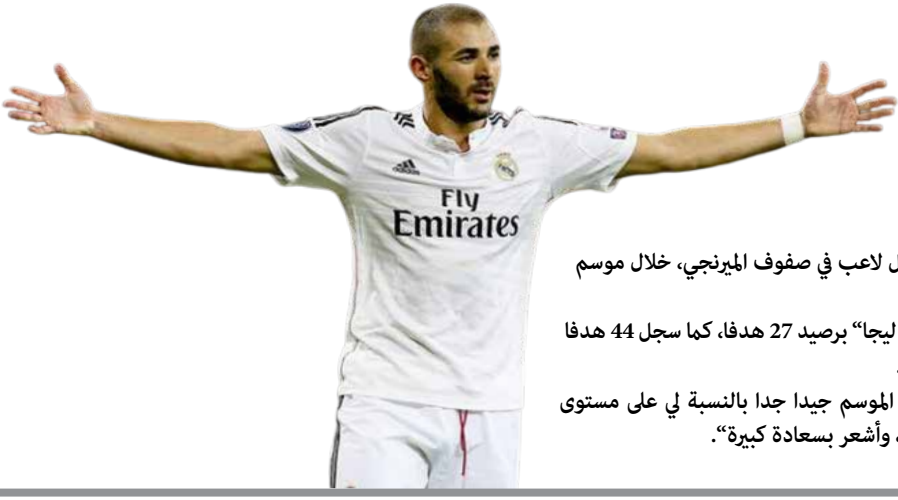 Fly
Emirates
adidas
ل لاعب في صفوف الميرنجي، خلال موسم
ليجا“ برصيد 27 هدفا، كما سجل 44 هدفا
.
الموسم جيدا جدا بالنسبة لي على مستوى
، وأشعر بسعادة كبيرة“.